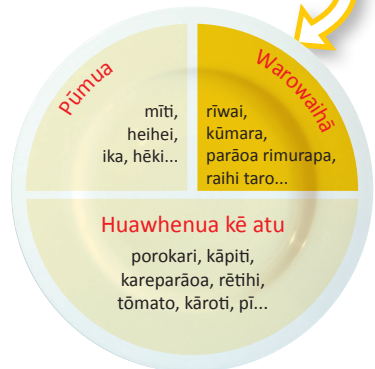 Pūmua
mīti,
heihei,
ika, hēki...
Warowaihā
rīwai,
kūmara,
parāoa rimurapa,
raihi taro...
Huawhenua kē atu
porokari, kāpiti,
kareparāoa, rētihi,
tōmato, kāroti, pī...